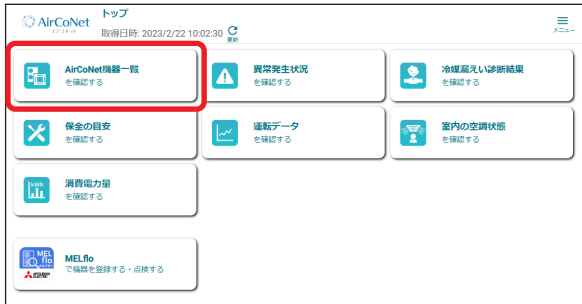 AirCoNet
エアコネット
トップ
取得日時: 2023/2/22 10:02:30
更新
メニュー
AirCoNet機器一覧
を確認する
異常発生状況
を確認する
冷媒漏えい診断結果
を確認する
保全の目安
を確認する
運転データ
を確認する
室内の空調状態
を確認する
kWh
消費電力量
を確認する
MEL
flo
MITSUBISHI
ELECTRIC
MELflo
で機器を登録する・点検する